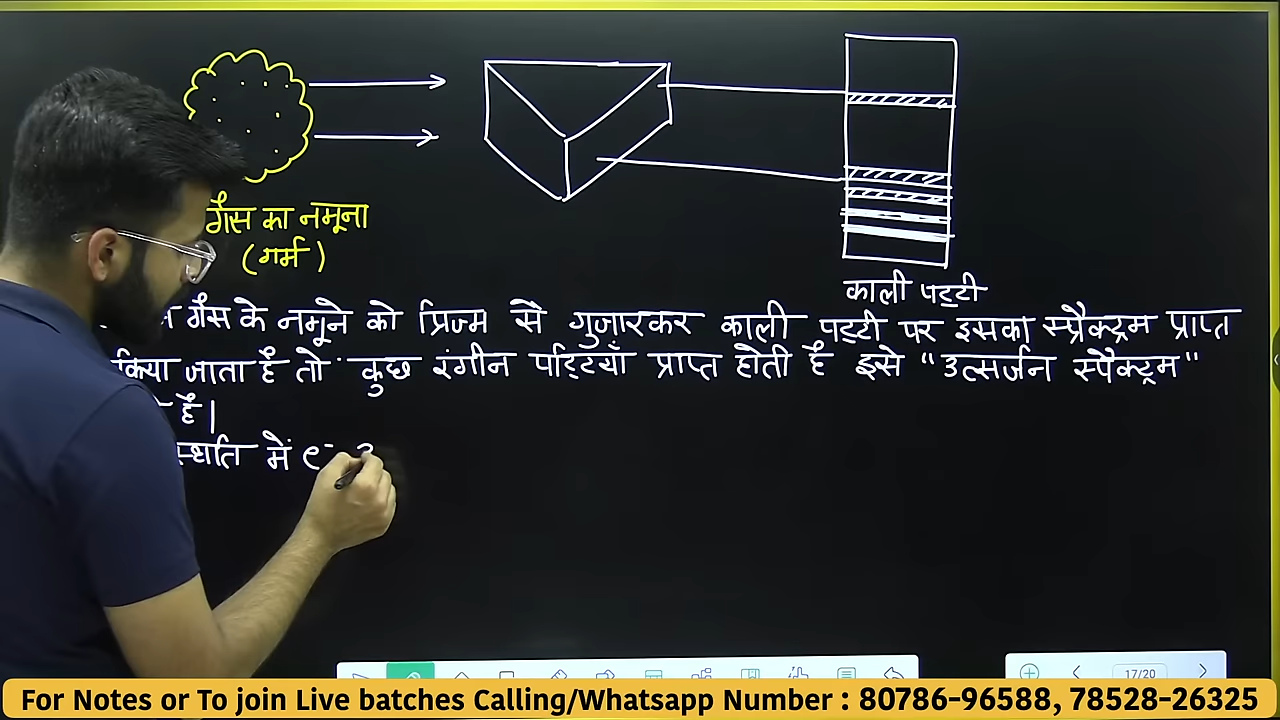 गैस का नमूना
(गर्म)
काली पट्टी
गैस के नमूने को प्रिज्म से गुजारकर काली पट्टी पर इसका स्प्रैक्ट्रम प्राप्त
किया जाता है तो कुछ रंगीन पट्टियाँ प्राप्त होती है इसे "उत्सर्जन स्पैक्ट्रम"
है।
में e⁻
17/20
For Notes or To join Live batches Calling/Whatsapp Number : 80786-96588, 78528-26325